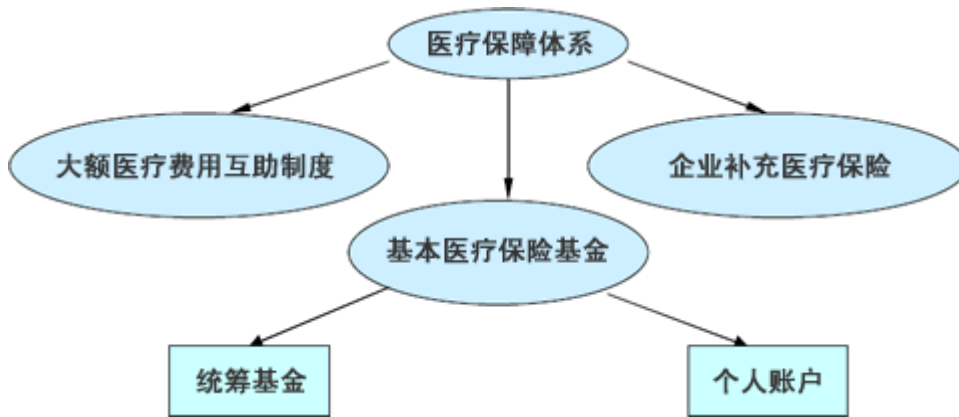 医疗保障体系
大额医疗费用互助制度
企业补充医疗保险
基本医疗保险基金
统筹基金
个人账户